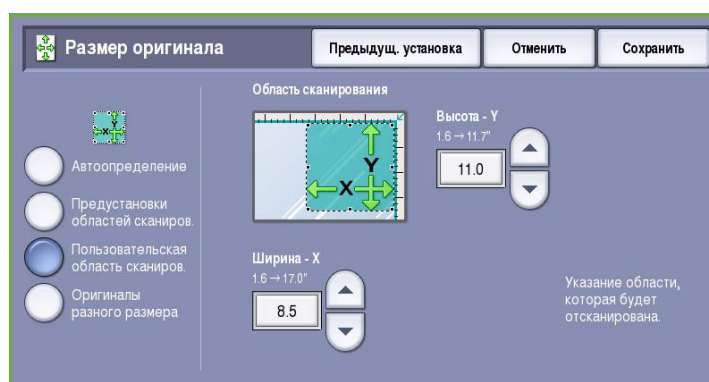 Размер оригинала
Предыдущ. установка
Отменить
Сохранить
Автоопределение
Предустановки
областей сканиров.
Пользовательская
область сканиров.
Оригиналы
разного размера
Область сканирования
Y
X
Высота - Y
1.6 → 11.7"
11.0
Ширина - X
1.6 → 17.0"
8.5
Указание области,
которая будет
отсканирована.